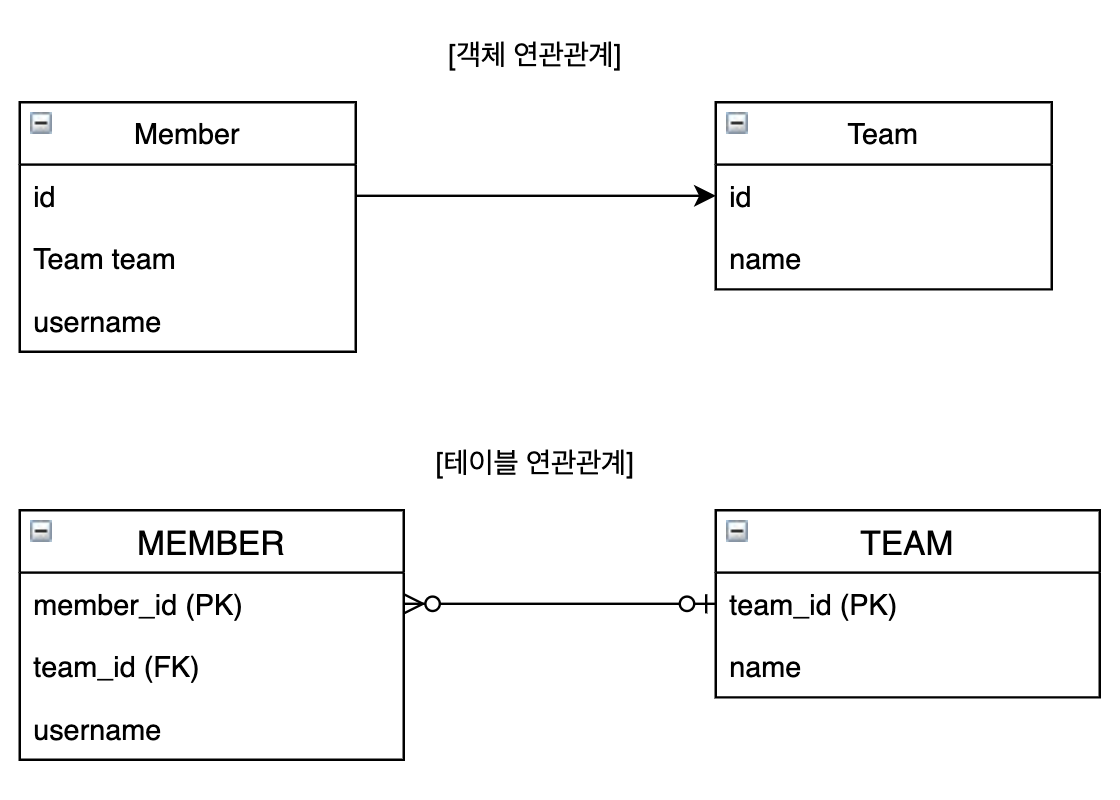 [객체 연관관계]
Member
Team
id
id
Team team
name
username
[테이블 연관관계]
MEMBER
TEAM
member_id (PK)
team_id (PK)
team_id (FK)
name
username